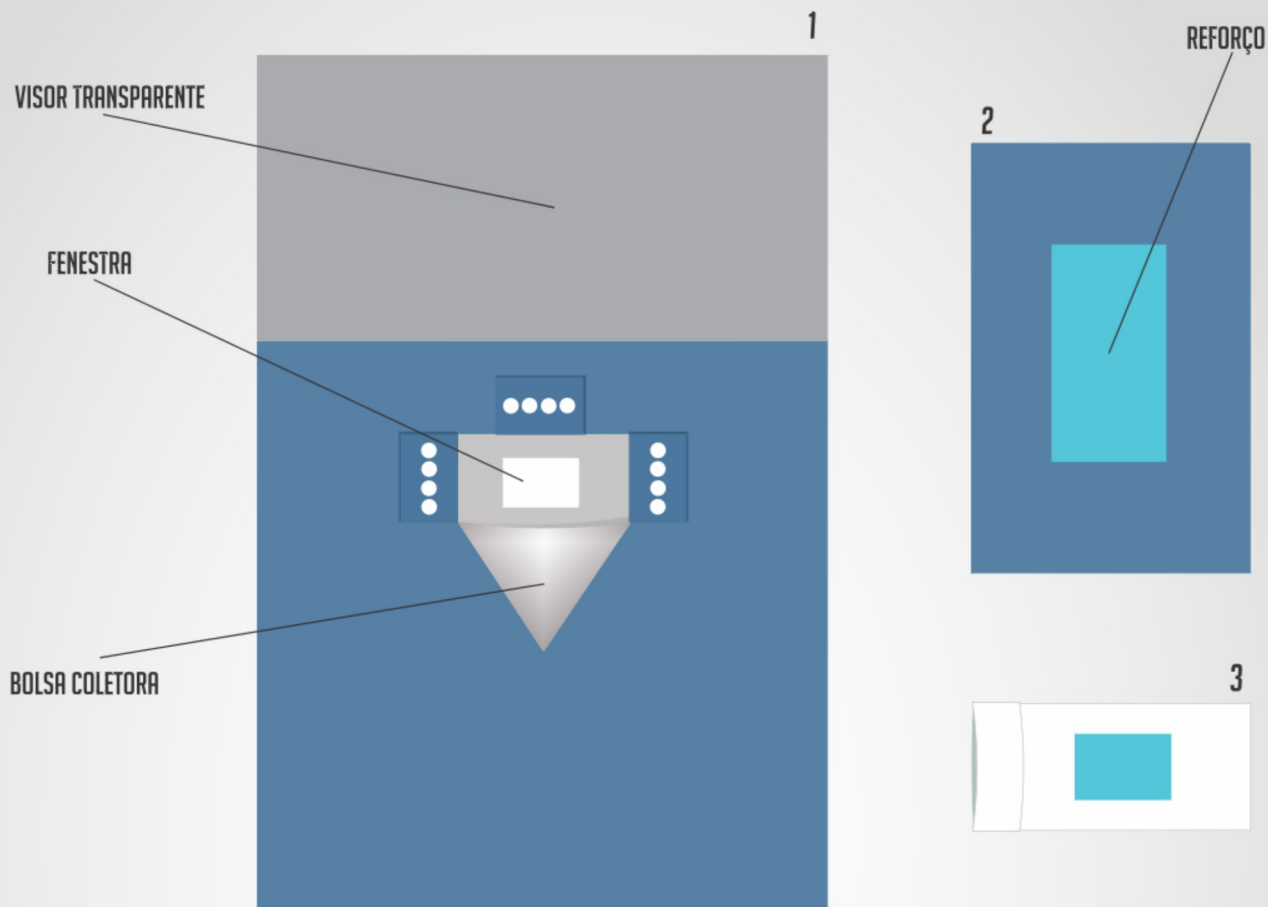 1
REFORÇO
VISOR TRANSPARENTE
2
FENESTRA
3
BOLSA COLETORA